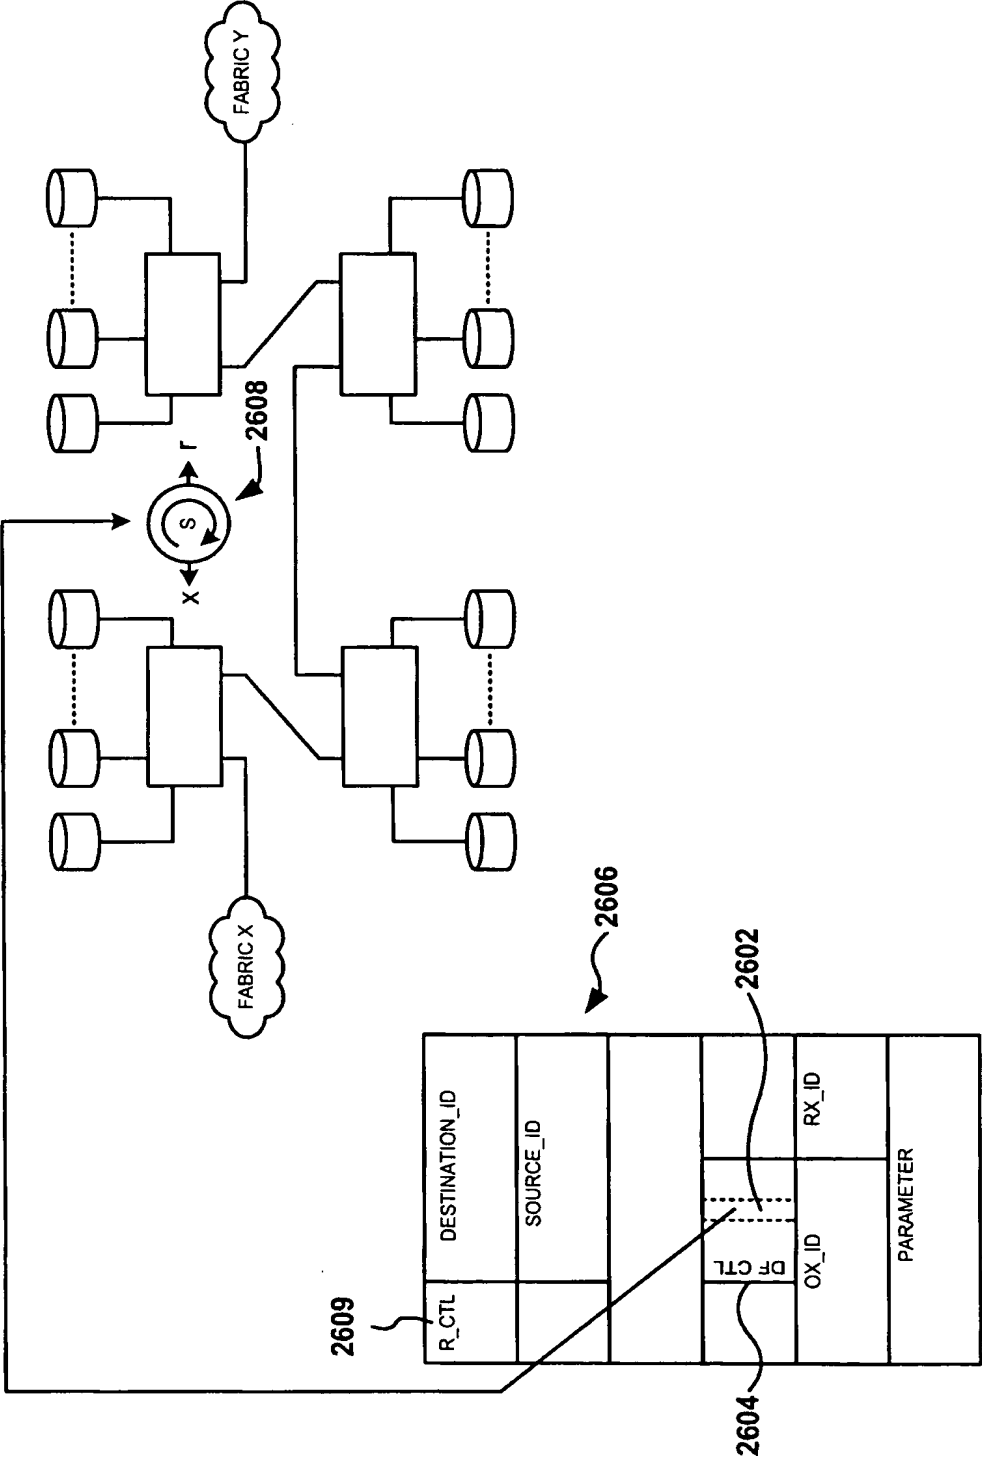 FABRIC Y
2608
r
S
x
FABRIC X
2606
2602
2609
R_CTL
DESTINATION_ID
SOURCE_ID
DF CTL
OX_ID
RX_ID
PARAMETER
2604